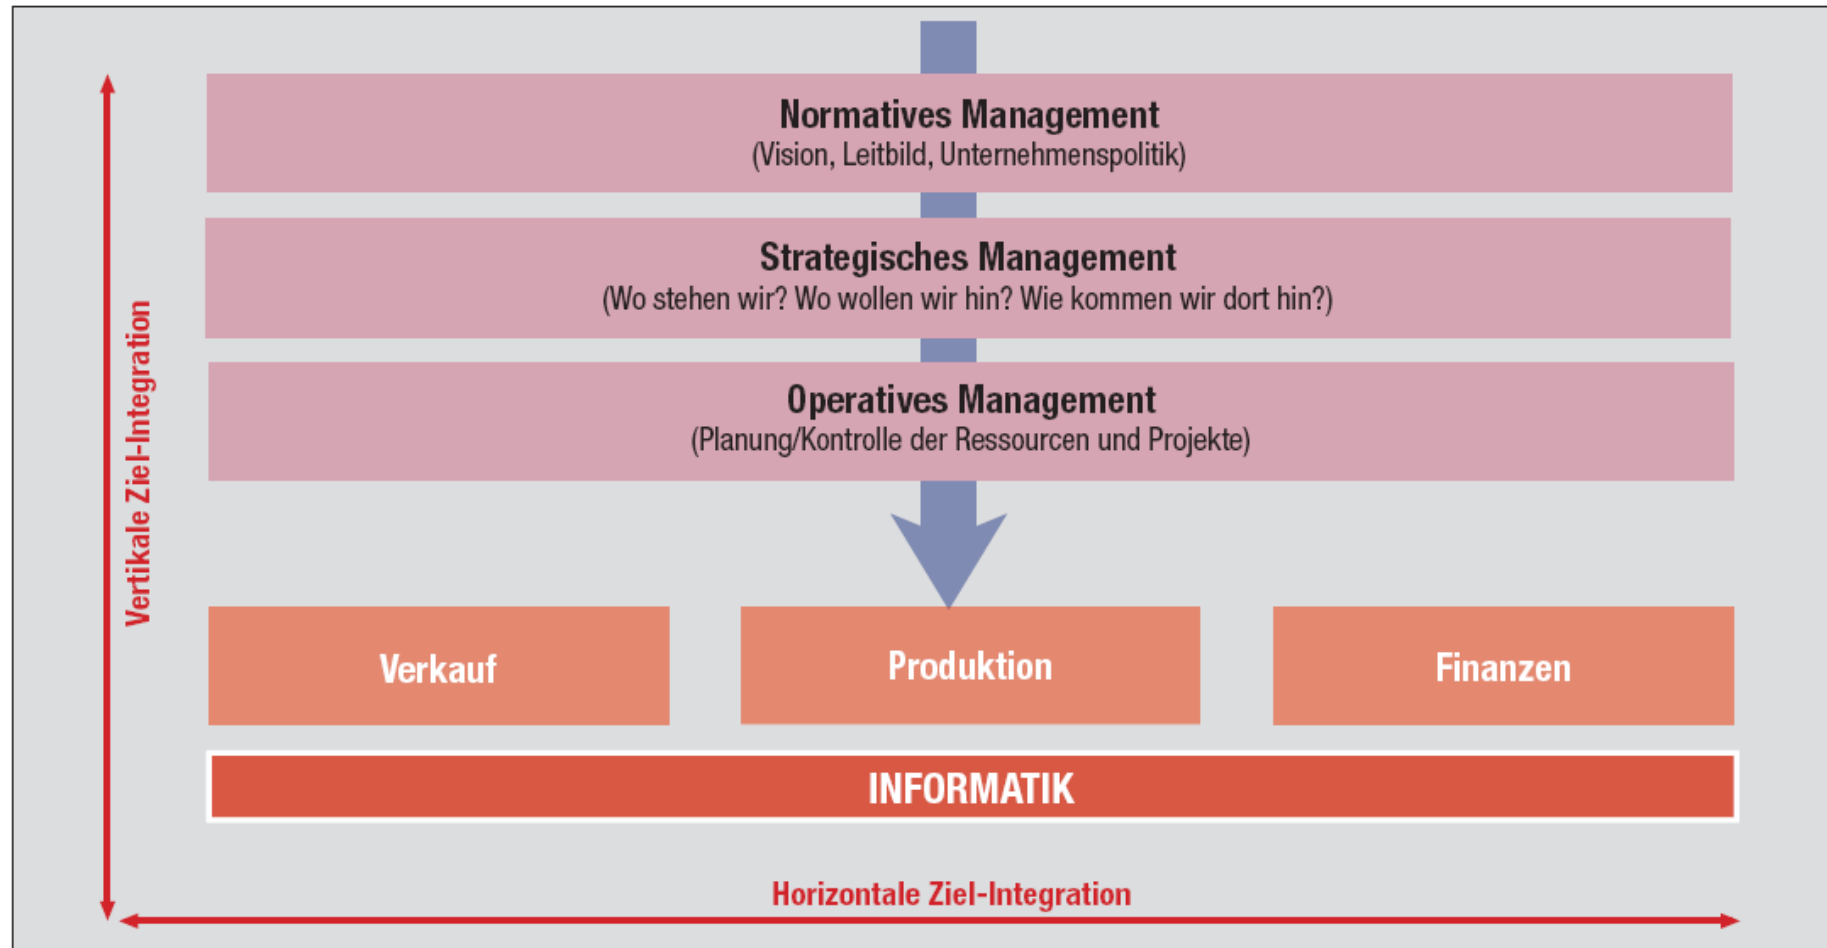 Normatives Management
(Vision, Leitbild, Unternehmenspolitik)
Strategisches Management
(Wo stehen wir? Wo wollen wir hin? Wie kommen wir dort hin?)
Operatives Management
(Planung/Kontrolle der Ressourcen und Projekte)
Vertikale Ziel-Integration
Verkauf
Produktion
Finanzen
INFORMATIK
Horizontale Ziel-Integration